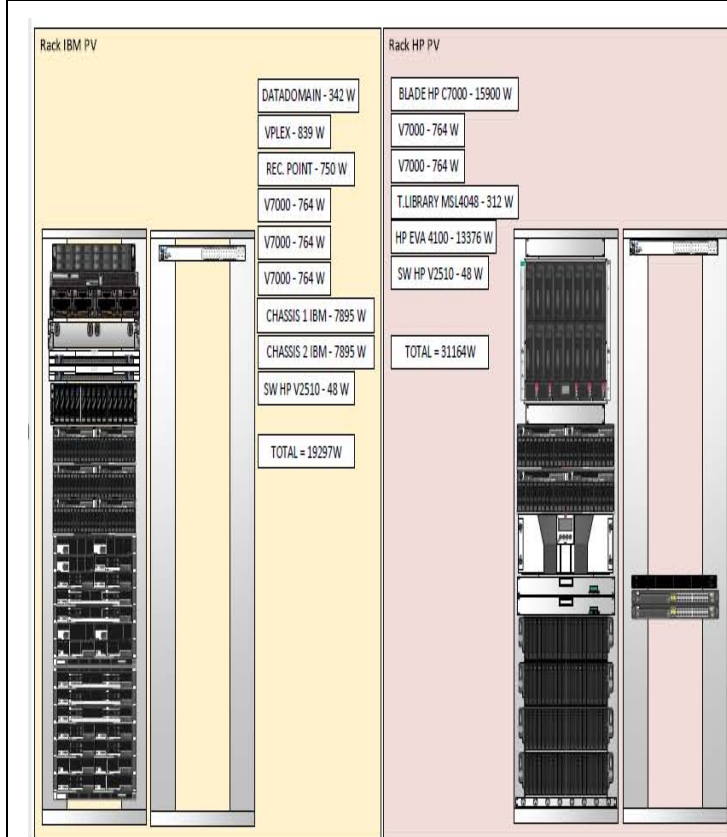 Rack IBM PV
DATADOMAIN - 342 W
VPLEX - 839 W
REC. POINT - 750 W
V7000 - 764 W
V7000 - 764 W
V7000 - 764 W
CHASSIS 1 IBM - 7895 W
CHASSIS 2 IBM - 7895 W
SW HP V2510 - 48 W
TOTAL = 19297W
Rack HP PV
BLADE HP C7000 - 15900 W
V7000 - 764 W
V7000 - 764 W
T.LIBRARY MSL4048 - 312 W
HP EVA 4100 - 13376 W
SW HP V2510 - 48 W
TOTAL = 31164W